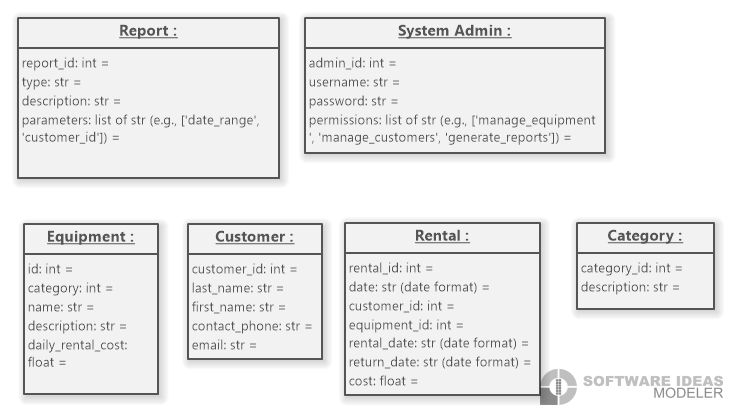 Report :
report_id: int =
type: str =
description: str =
parameters: list of str (e.g., ['date_range',
'customer_id']) =
System Admin :
admin_id: int =
username: str =
password: str =
permissions: list of str (e.g., ['manage_equipment
', 'manage_customers', 'generate_reports']) =
Equipment :
id: int =
category: int =
name: str =
description: str =
daily_rental_cost:
float =
Customer :
customer_id: int =
last_name: str =
first_name: str =
contact_phone: str =
email: str =
Rental :
rental_id: int =
date: str (date format) =
customer_id: int =
equipment_id: int =
rental_date: str (date format) =
return_date: str (date format) =
cost: float =
Category :
category_id: int =
description: str =
SOFTWARE IDEAS
MODELER